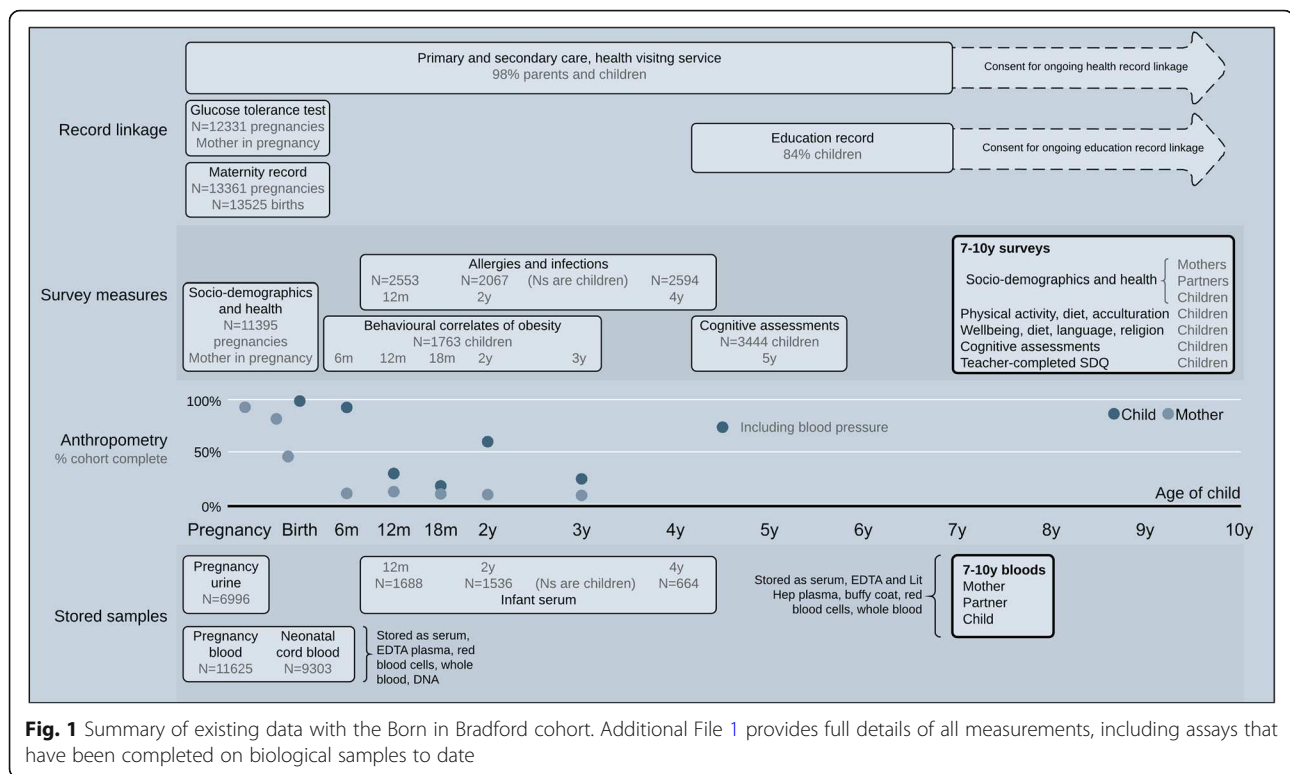 Primary and secondary care, health visitng service
98% parents and children
Consent for ongoing health record linkage
Record linkage
Glucose tolerance test
N=12331 pregnancies
Mother in pregnancy
Education record
84% children
Consent for ongoing education record linkage
Maternity record
N=13361 pregnancies
N=13525 births
Survey measures
Socio-demographics
and health
N=11395
pregnancies
Mother in pregnancy
Allergies and infections
N=2553 N=2067 (Ns are children) N=2594
12m 2y 4y
Behavioural correlates of obesity
N=1763 children
6m 12m 18m 2y 3y
Cognitive assessments
N=3444 children
5y
7-10y surveys
Socio-demographics and health
Mothers
Partners
Children
Physical activity, diet, acculturation Children
Wellbeing, diet, language, religion Children
Cognitive assessments Children
Teacher-completed SDQ Children
Anthropometry
% cohort complete
100%
50%
0%
Including blood pressure
Child Mother
Age of child
Pregnancy Birth 6m 12m 18m 2y 3y 4y 5y 6y 7y 8y 9y 10y
Stored samples
Pregnancy
urine
N=6996
12m 2y 4y
N=1688 N=1536 (Ns are children) N=664
Infant serum
Stored as serum, EDTA and Lit
Hep plasma, buffy coat, red
blood cells, whole blood
7-10y bloods
Mother
Partner
Child
Pregnancy
blood
N=11625
Neonatal
cord blood
N=9303
Stored as serum,
EDTA plasma, red
blood cells, whole
blood, DNA
Fig. 1 Summary of existing data with the Born in Bradford cohort. Additional File 1 provides full details of all measurements, including assays that
have been completed on biological samples to date